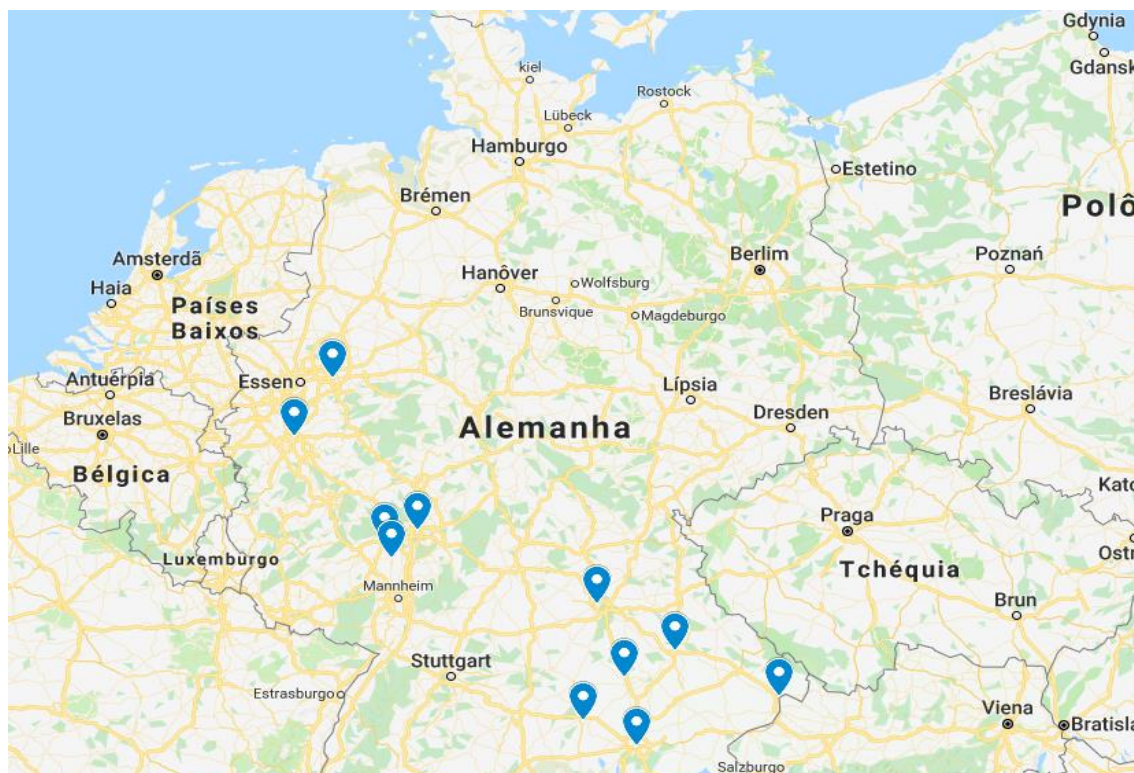 Gdynia
Gdansk
kiel
Rostock
Lübeck
Hamburgo
Estetino
Brémen
Polô
Berlim
Poznań
Amsterdã
Hanôver
Wolfsburg
Haia
Países
Baixos
Brunsvique
Magdeburgo
Antuérpia
Essen
Lípsia
Breslávia
Bruxelas
Dresden
Alemanha
Lille
Bélgica
Kato
Praga
Ostr
Luxemburgo
Tchéquia
Mannheim
Brun
Stuttgart
Estrasburgo
Viena
Bratisla
Salzburgo